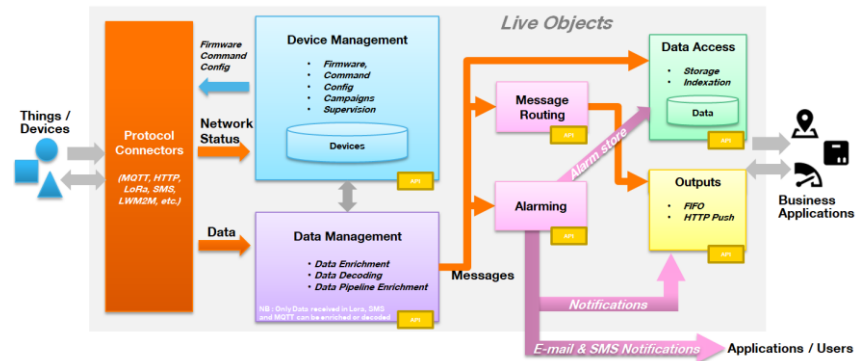 Live Objects
Firmware
Command
Config
Device Management
• Firmware,
• Command
• Config
• Campaigns
• Supervision
Devices
API
Data Access
• Storage
• Indexation
Data
API
Things /
Devices
Protocol
Connectors
(MQTT, HTTP,
LoRa, SMS,
LWM2M, etc.)
Network
Status
Message
Routing
API
Alarm store
Data
Data Management
• Data Enrichment
• Data Decoding
• Data Pipeline Enrichment
NB : Only Data received in Lora, SMS
and MQTT can be enriched or decoded
API
Messages
Alarming
API
Outputs
• FIFO
• HTTP Push
API
Business
Applications
Notifications
E-mail & SMS Notifications
Applications / Users